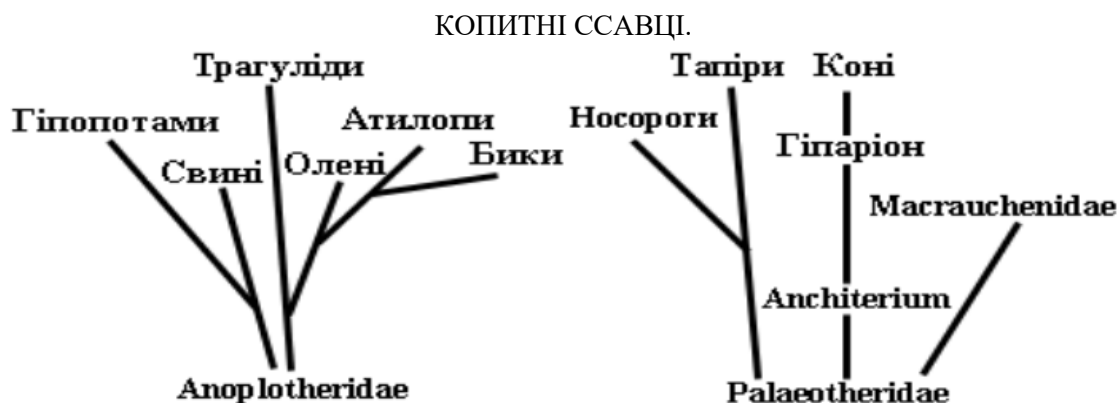 КОПИТНІ ССАВЦІ.
Трагуліди
Гіпопотами
Свині
Олені
Атилопи
Бики
Anoplotheridae
Тапіри
Коні
Носороги
Гіпаріон
Macrauchenidae
Anchiterium
Palaeotheridae